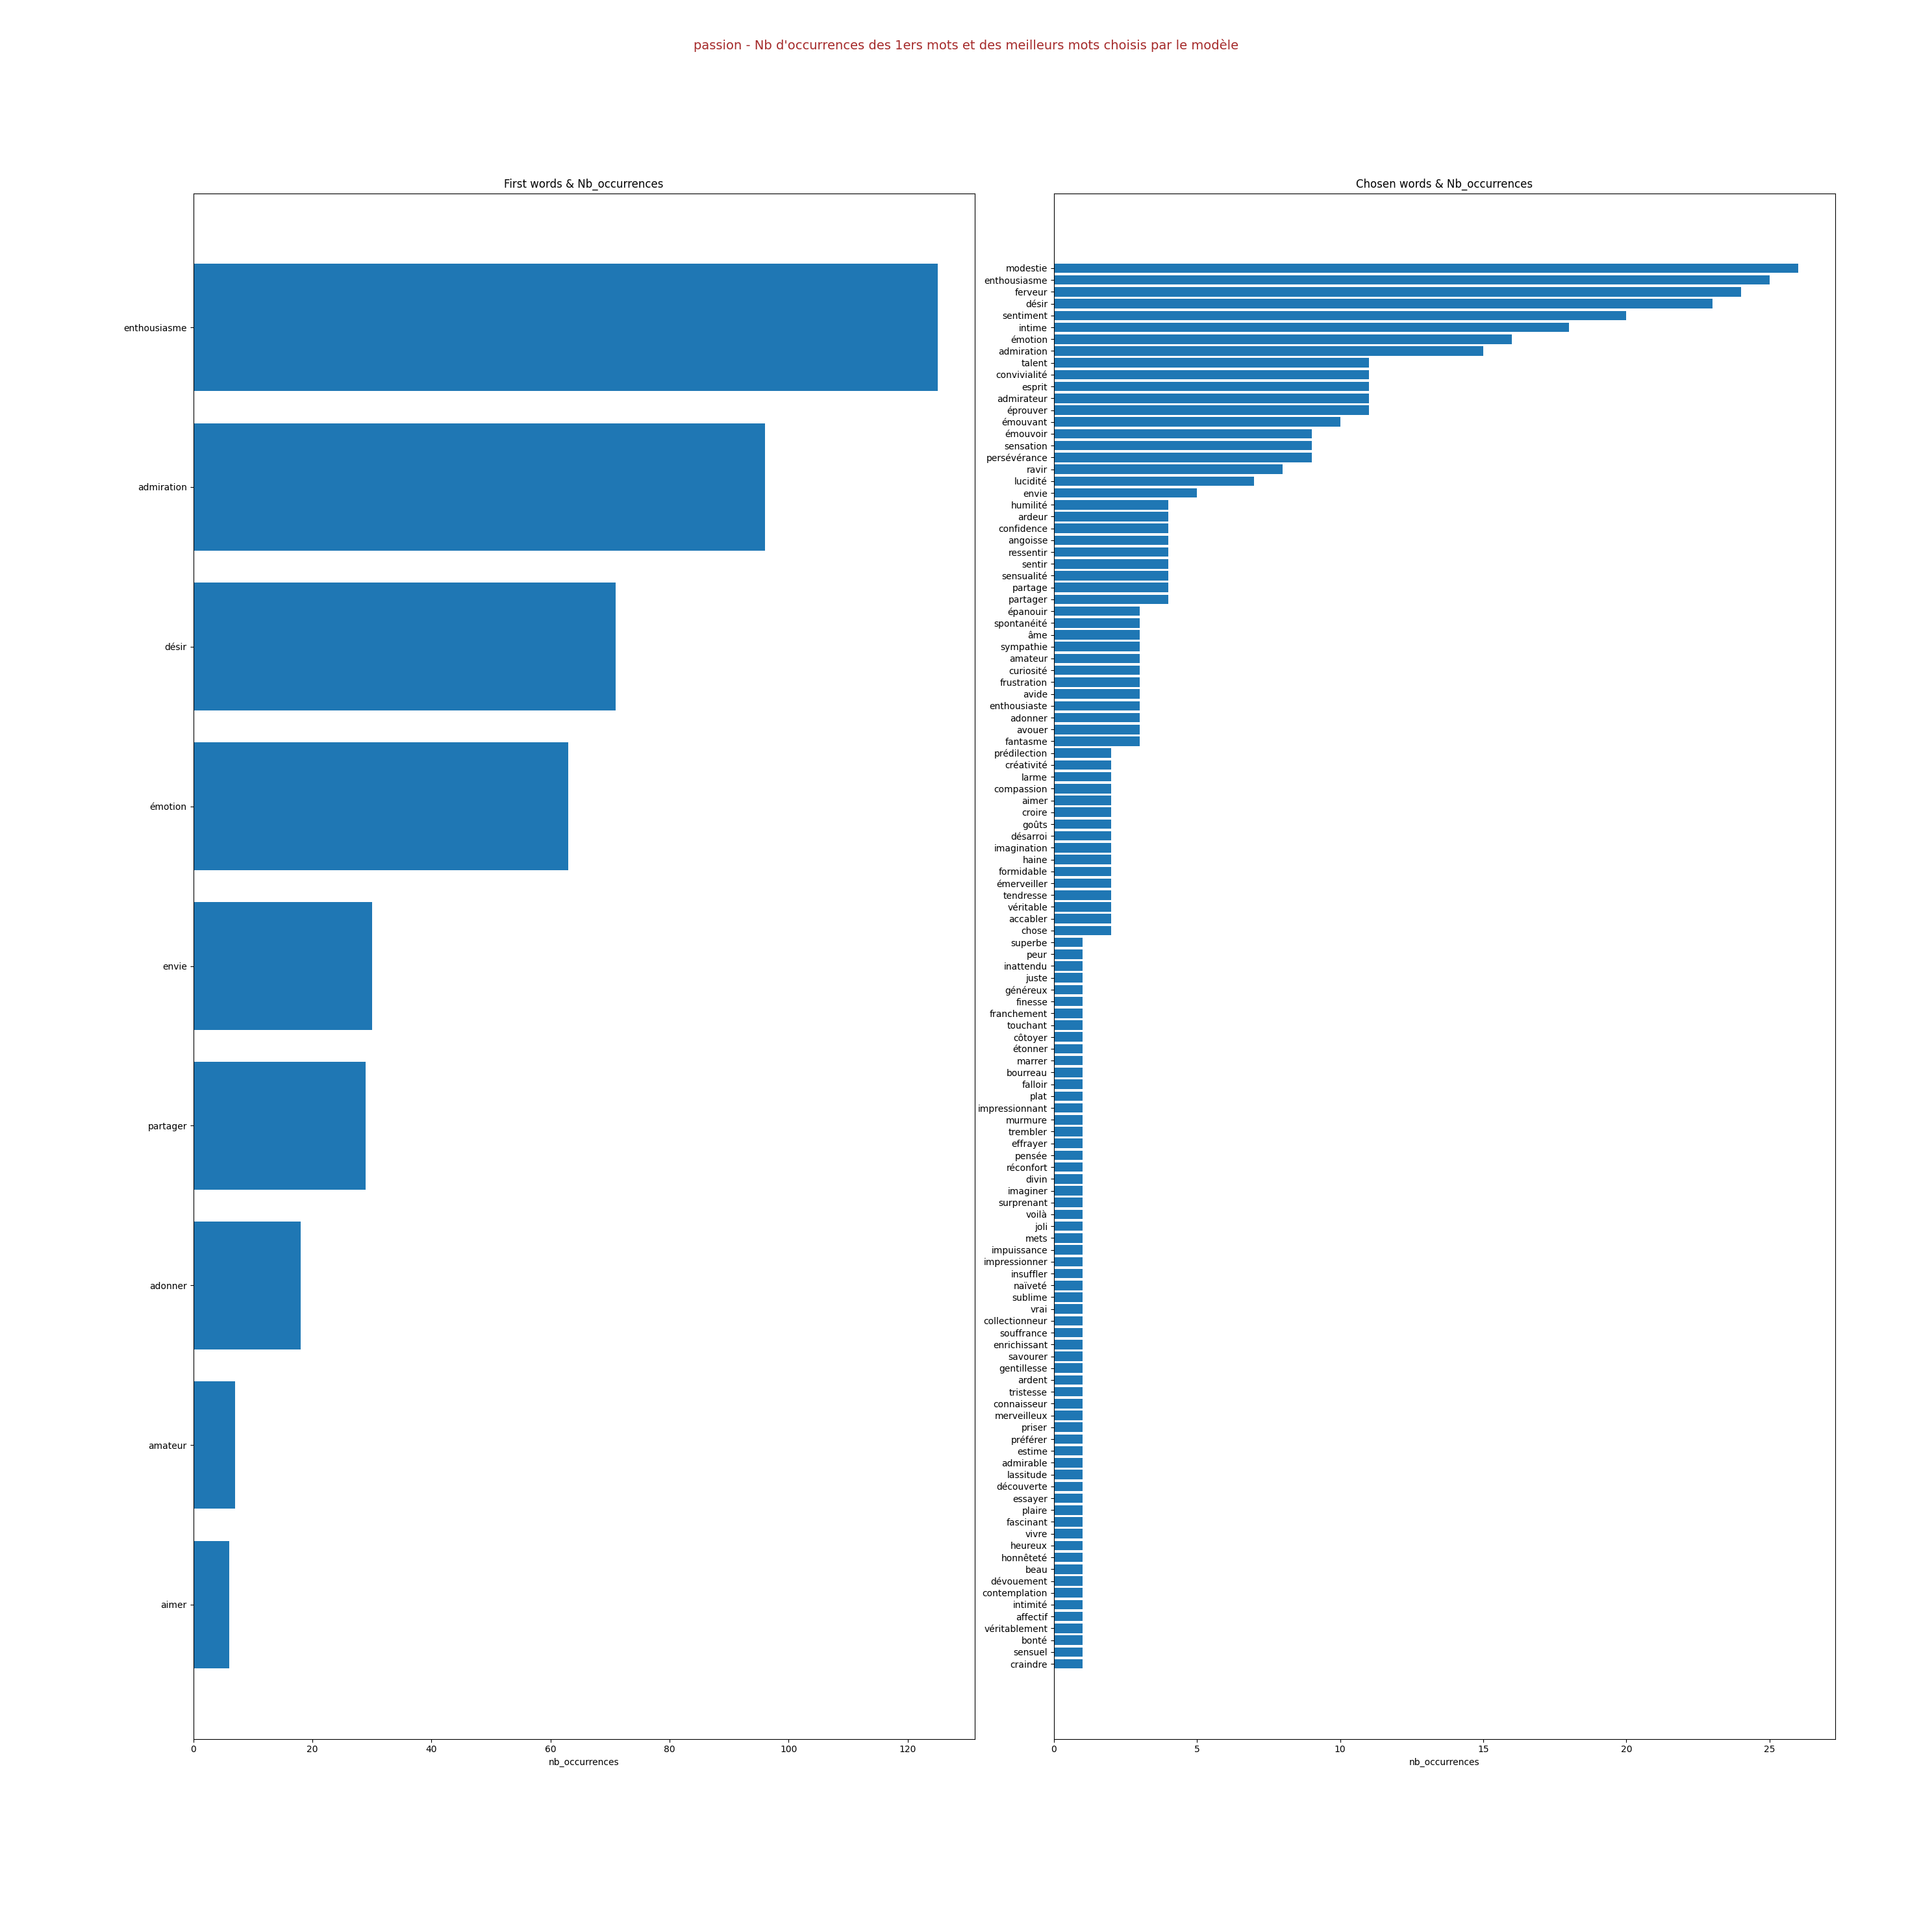 passion - Nb d'occurrences des 1ers mots et des meilleurs mots choisis par le modèle
First words & Nb_occurrences
enthousiasme
admiration
désir
émotion
envie
partager
adonner
amateur
aimer
0 20 40 60 80 100 120
nb_occurrences
Chosen words & Nb_occurrences
modestie
enthousiasme
ferveur
désir
sentiment
intime
émotion
admiration
talent
convivialité
esprit
admirateur
éprouver
émouvant
émouvoir
sensation
persévérance
ravir
lucidité
envie
humilité
ardeur
confidence
angoisse
ressentir
sentir
sensualité
partage
partager
épanouir
spontanéité
âme
sympathie
amateur
curiosité
frustration
avide
enthousiaste
adonner
avouer
fantasme
prédilection
créativité
larme
compassion
aimer
croire
goûts
désarroi
imagination
haine
formidable
émerveiller
tendresse
véritable
accabler
chose
superbe
peur
inattendu
juste
généreux
finesse
franchement
touchant
côtoyer
étonner
marrer
bourreau
falloir
plat
impressionnant
murmure
trembler
effrayer
pensée
réconfort
divin
imaginer
surprenant
voilà
joli
mets
impuissance
impressionner
insuffler
naïveté
sublime
vrai
collectionneur
souffrance
enrichissant
savourer
gentillesse
ardent
tristesse
connaisseur
merveilleux
priser
préférer
estime
admirable
lassitude
découverte
essayer
plaire
fascinant
vivre
heureux
honnêteté
beau
dévouement
contemplation
intimité
affectif
véritablement
bonté
sensuel
craindre
0 5 10 15 20 25
nb_occurrences